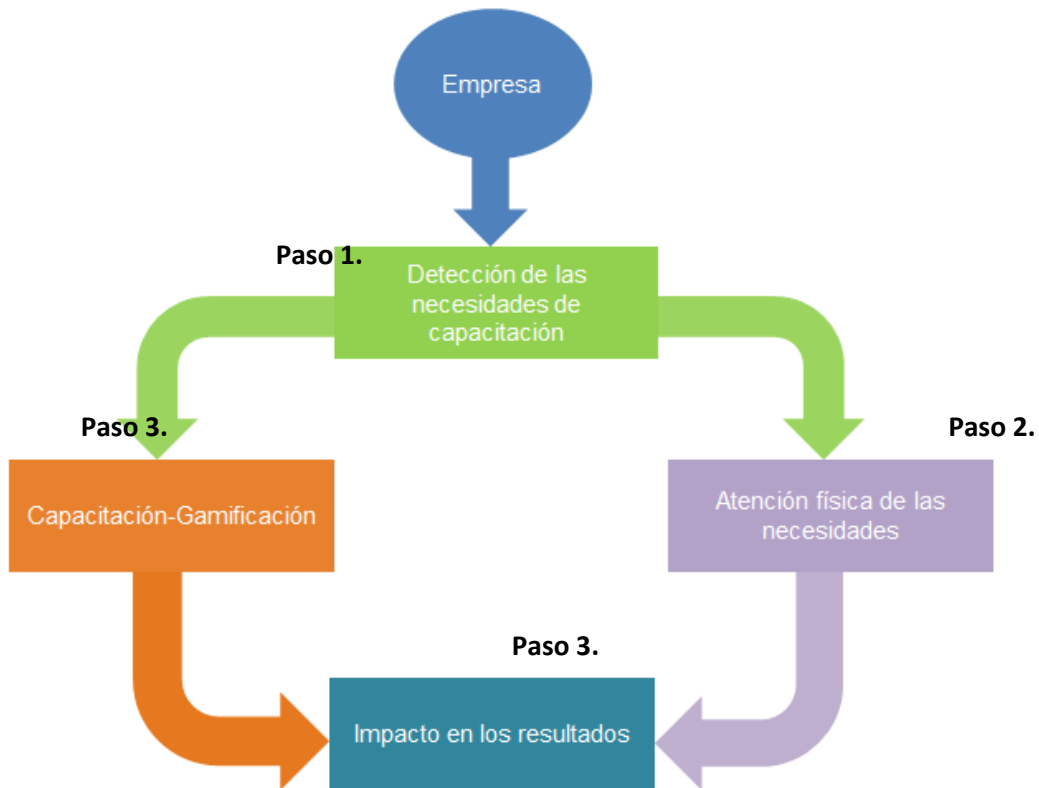 Empresa
Paso 1.
Detección de las
necesidades de
capacitación
Paso 3.
Paso 2.
Capacitación-Gamificación
Atención física de las
necesidades
Paso 3.
Impacto en los resultados